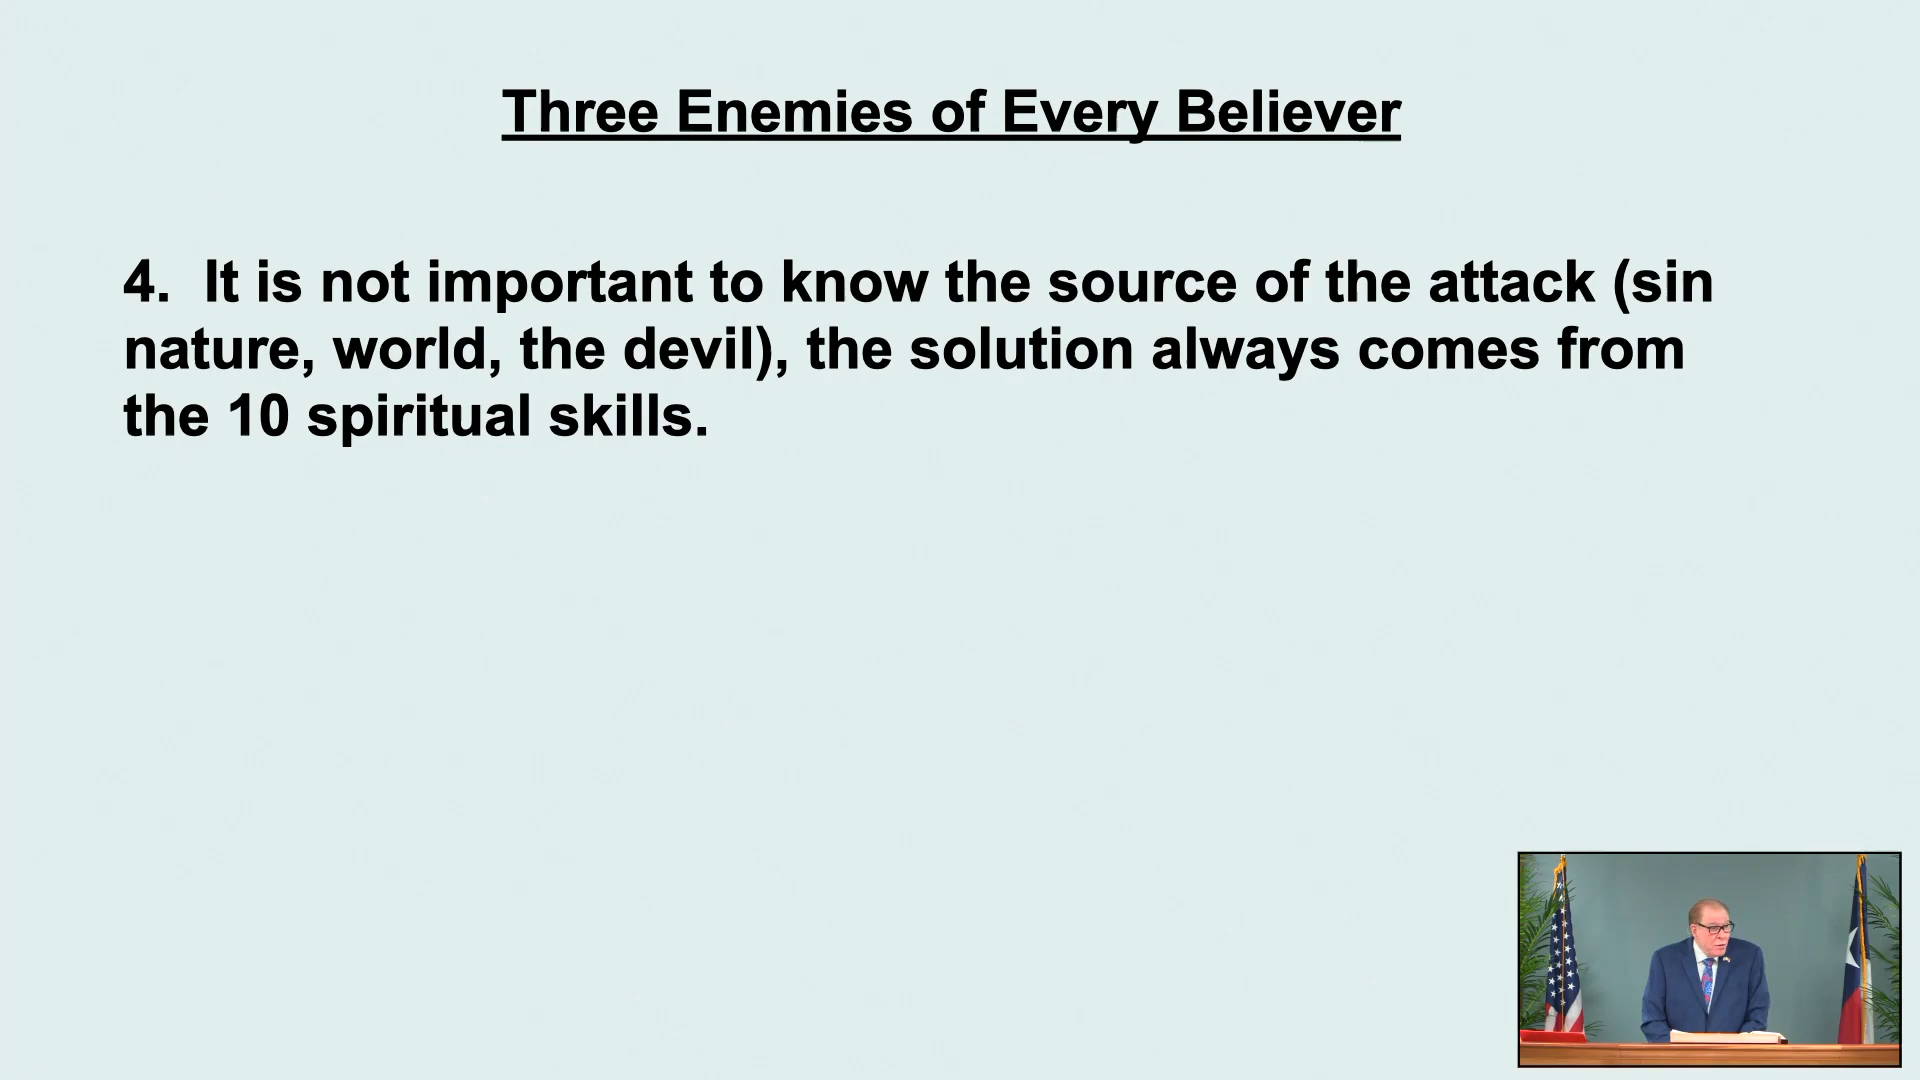 Three Enemies of Every Believer
4. It is not important to know the source of the attack (sin
nature, world, the devil), the solution always comes from
the 10 spiritual skills.